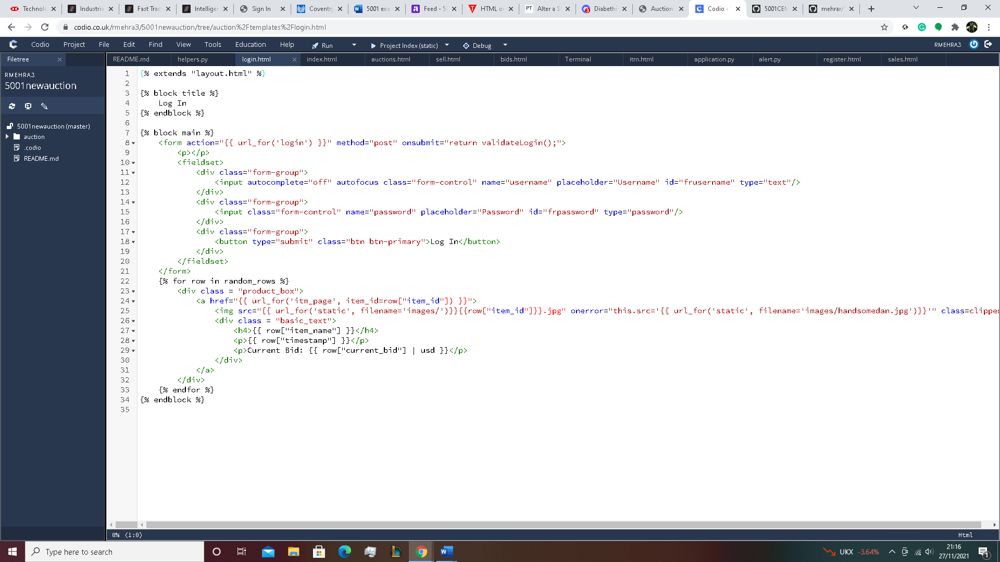 Technolo
Industria
Fast Trac
Intelliger
Sign In
Coventry
5001 exa
Feed - 50
HTML o
Alter a S
Diabethi
Auction
Codio -
5001CEN
mehrar/
codio.co.uk/rmehra3/5001newauction/tree/auction%2Ftemplates%2Flogin.html
Codio Project File Edit Find View Tools Education Help Run Project Index (static) Debug RMEHRA3
Filetree
README.md helpers.py login.html index.html auctions.html sell.html bids.html Terminal itm.html application.py alert.py register.html sales.html
RMEHRA3
5001newauction
5001newauction (master)
auction
.codio
README.md
1 {% extends "layout.html" %}
2
3 {% block title %}
4     Log In
5 {% endblock %}
6
7 {% block main %}
8     <form action="{{ url_for('login') }}" method="post" onsubmit="return validateLogin();">
9         <p></p>
10         <fieldset>
11             <div class="form-group">
12                 <input autocomplete="off" autofocus class="form-control" name="username" placeholder="Username" id="frusername" type="text"/>
13             </div>
14             <div class="form-group">
15                 <input class="form-control" name="password" placeholder="Password" id="frpassword" type="password"/>
16             </div>
17             <div class="form-group">
18                 <button type="submit" class="btn btn-primary">Log In</button>
19             </div>
20         </fieldset>
21     </form>
22     {% for row in random_rows %}
23         <div class = "product_box">
24             <a href="{{ url_for('itm_page', item_id=row["item_id"]) }}">
25                 <img src="{{ url_for('static', filename='images/')}}{{row["item_id"]}}.jpg" onerror="this.src='{{ url_for('static', filename='images/handsomedan.jpg')}}'" class=clipped
26                 <div class = "basic_text">
27                     <h4>{{ row["item_name"] }}</h4>
28                     <p>{{ row["timestamp"] }}</p>
29                     <p>Current Bid: {{ row["current_bid"] | usd }}</p>
30                 </div>
31             </a>
32         </div>
33     {% endfor %}
34 {% endblock %}
35
0% (1:0)
Html
Type here to search
UKX -3.64%
21:16
27/11/2021
1